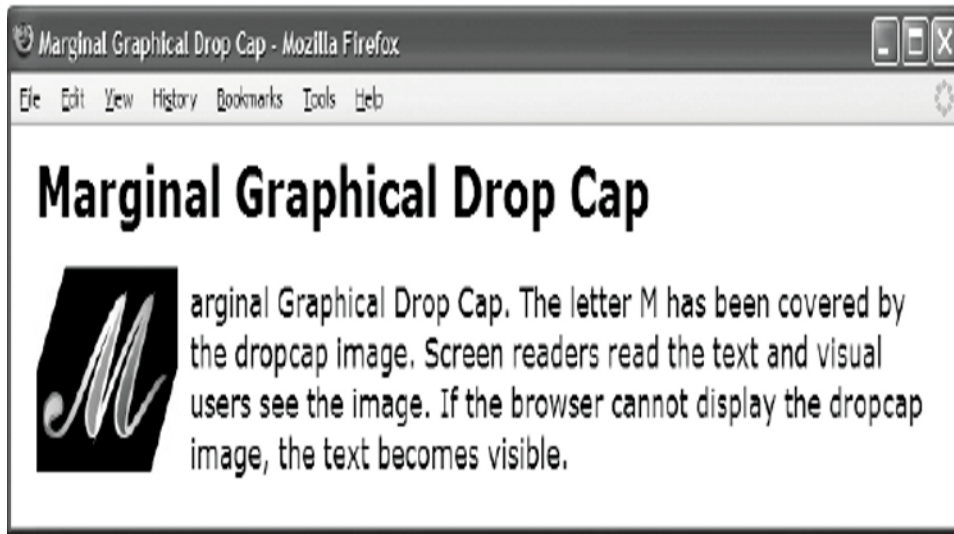 Marginal Graphical Drop Cap - Mozilla Firefox
File Edit View History Bookmarks Tools Help
Marginal Graphical Drop Cap
M arginal Graphical Drop Cap. The letter M has been covered by
the dropcap image. Screen readers read the text and visual
users see the image. If the browser cannot display the dropcap
image, the text becomes visible.